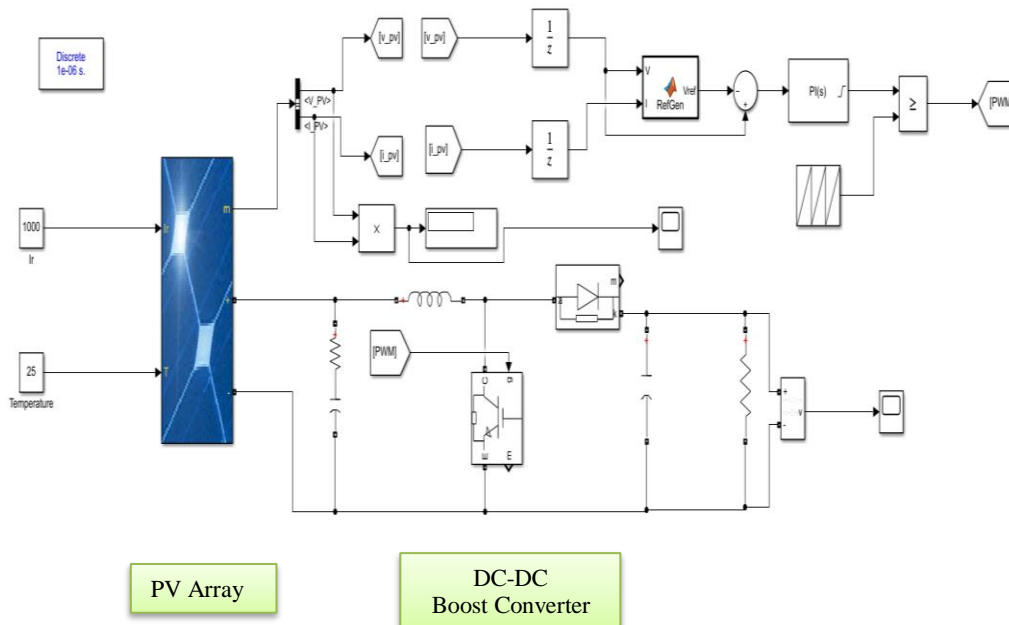 Discrete
1e-06 s.
[v_pv]
[v_pv]
1
z
<V_PV>
<I_PV>
V
I
Vref
RefGen
-
+
PI(s)
≥
[PWM
[i_pv]
[i_pv]
1
z
m
1000
Ir
×
m
a
k
+
[PWM]
C
g
E
E
25
T
Temperature
-
+
-
v
PV Array
DC-DC
Boost Converter